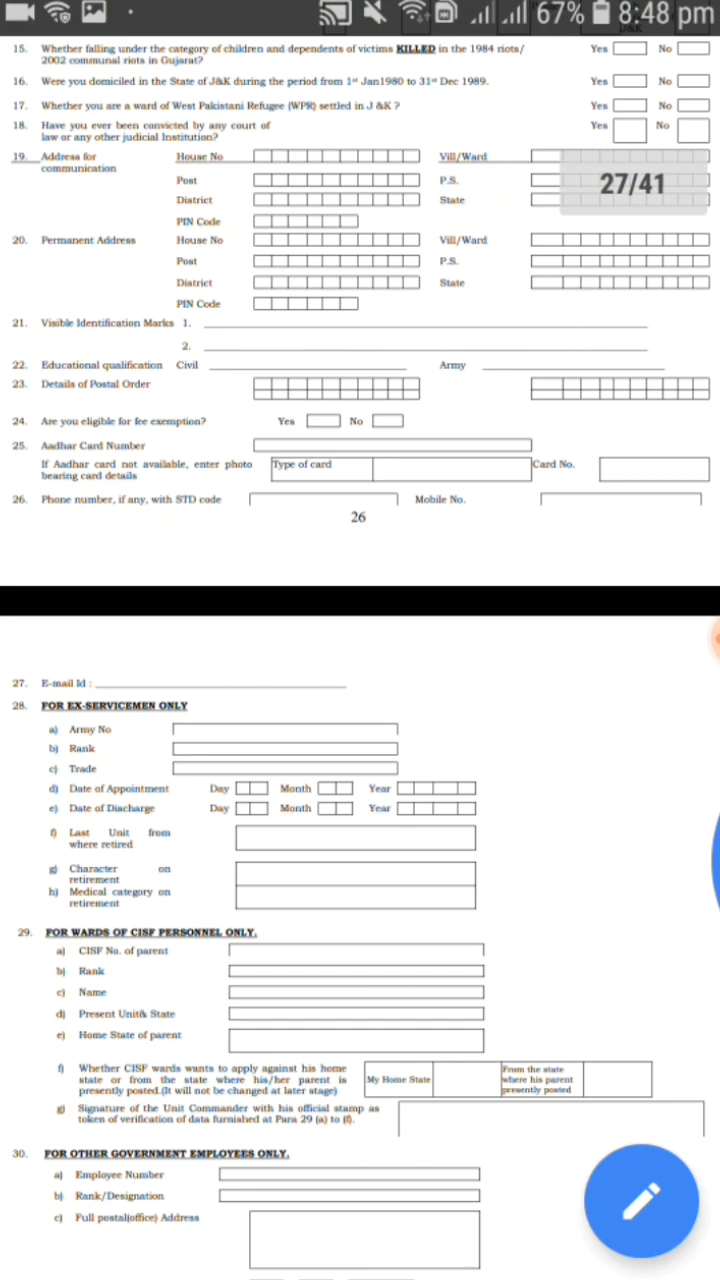 67% 8:48 pm
15. Whether falling under the category of children and dependents of victims KILLED in the 1984 riots/ Yes No
2002 communal riots in Gujarat?
16. Were you domiciled in the State of J&K during the period from 1st Jan1980 to 31st Dec 1989. Yes No
17. Whether you are a ward of West Pakistani Refugee (WPR) settled in J &K ? Yes No
18. Have you ever been convicted by any court of Yes No
law or any other judicial Institution?
19. Address for House No Vill/Ward
communication
Post P.S.
27/41
District State
PIN Code
20. Permanent Address House No Vill/Ward
Post P.S.
District State
PIN Code
21. Visible Identification Marks 1.
2.
22. Educational qualification Civil Army
23. Details of Postal Order
24. Are you eligible for fee exemption? Yes No
25. Aadhar Card Number
If Aadhar card not available, enter photo Type of card Card No.
bearing card details
26. Phone number, if any, with STD code Mobile No.
26
27. E-mail Id :
28. FOR EX-SERVICEMEN ONLY
a) Army No
b) Rank
c) Trade
d) Date of Appointment Day Month Year
e) Date of Discharge Day Month Year
f) Last Unit from
where retired
g) Character on
retirement
h) Medical category on
retirement
29. FOR WARDS OF CISF PERSONNEL ONLY.
a) CISF No. of parent
b) Rank
c) Name
d) Present Unit& State
e) Home State of parent
f) Whether CISF wards wants to apply against his home From the state
state or from the state where his/her parent is My Home State where his parent
presently posted.(It will not be changed at later stage) presently posted
g) Signature of the Unit Commander with his official stamp as
token of verification of data furnished at Para 29 (a) to (f).
30. FOR OTHER GOVERNMENT EMPLOYEES ONLY.
a) Employee Number
b) Rank/Designation
c) Full postal(office) Address